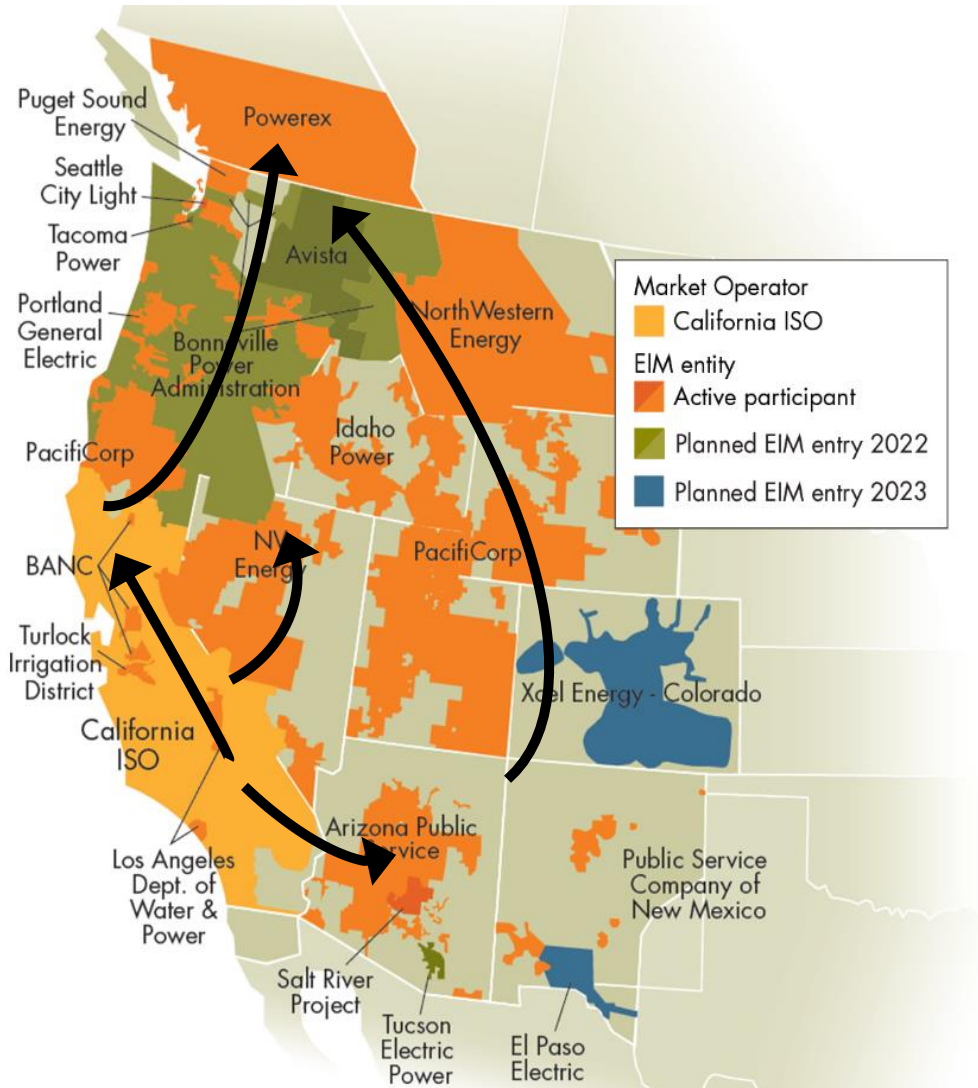 Puget Sound
Energy
Powerex
Seattle
City Light
Tacoma
Power
Avista
Portland
General
Electric
NorthWestern
Energy
Bonneville
Power
Administration
Market Operator
California ISO
EIM entity
Active participant
Planned EIM entry 2022
Planned EIM entry 2023
PacifiCorp
Idaho
Power
BANC
NV
Energy
PacifiCorp
Turlock
Irrigation
District
Xcel Energy - Colorado
California
ISO
Arizona Public
Service
Los Angeles
Dept. of
Water &
Power
Public Service
Company of
New Mexico
Salt River
Project
Tucson
Electric
Power
El Paso
Electric